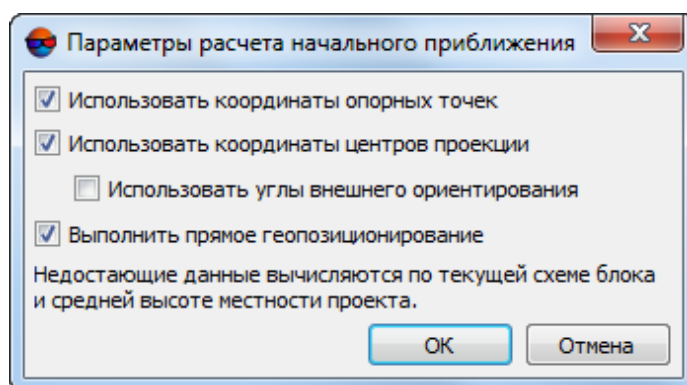 Параметры расчета начального приближения
Использовать координаты опорных точек
Использовать координаты центров проекции
Использовать углы внешнего ориентирования
Выполнить прямое геопозиционирование
Недостающие данные вычисляются по текущей схеме блока
и средней высоте местности проекта.
OK Отмена